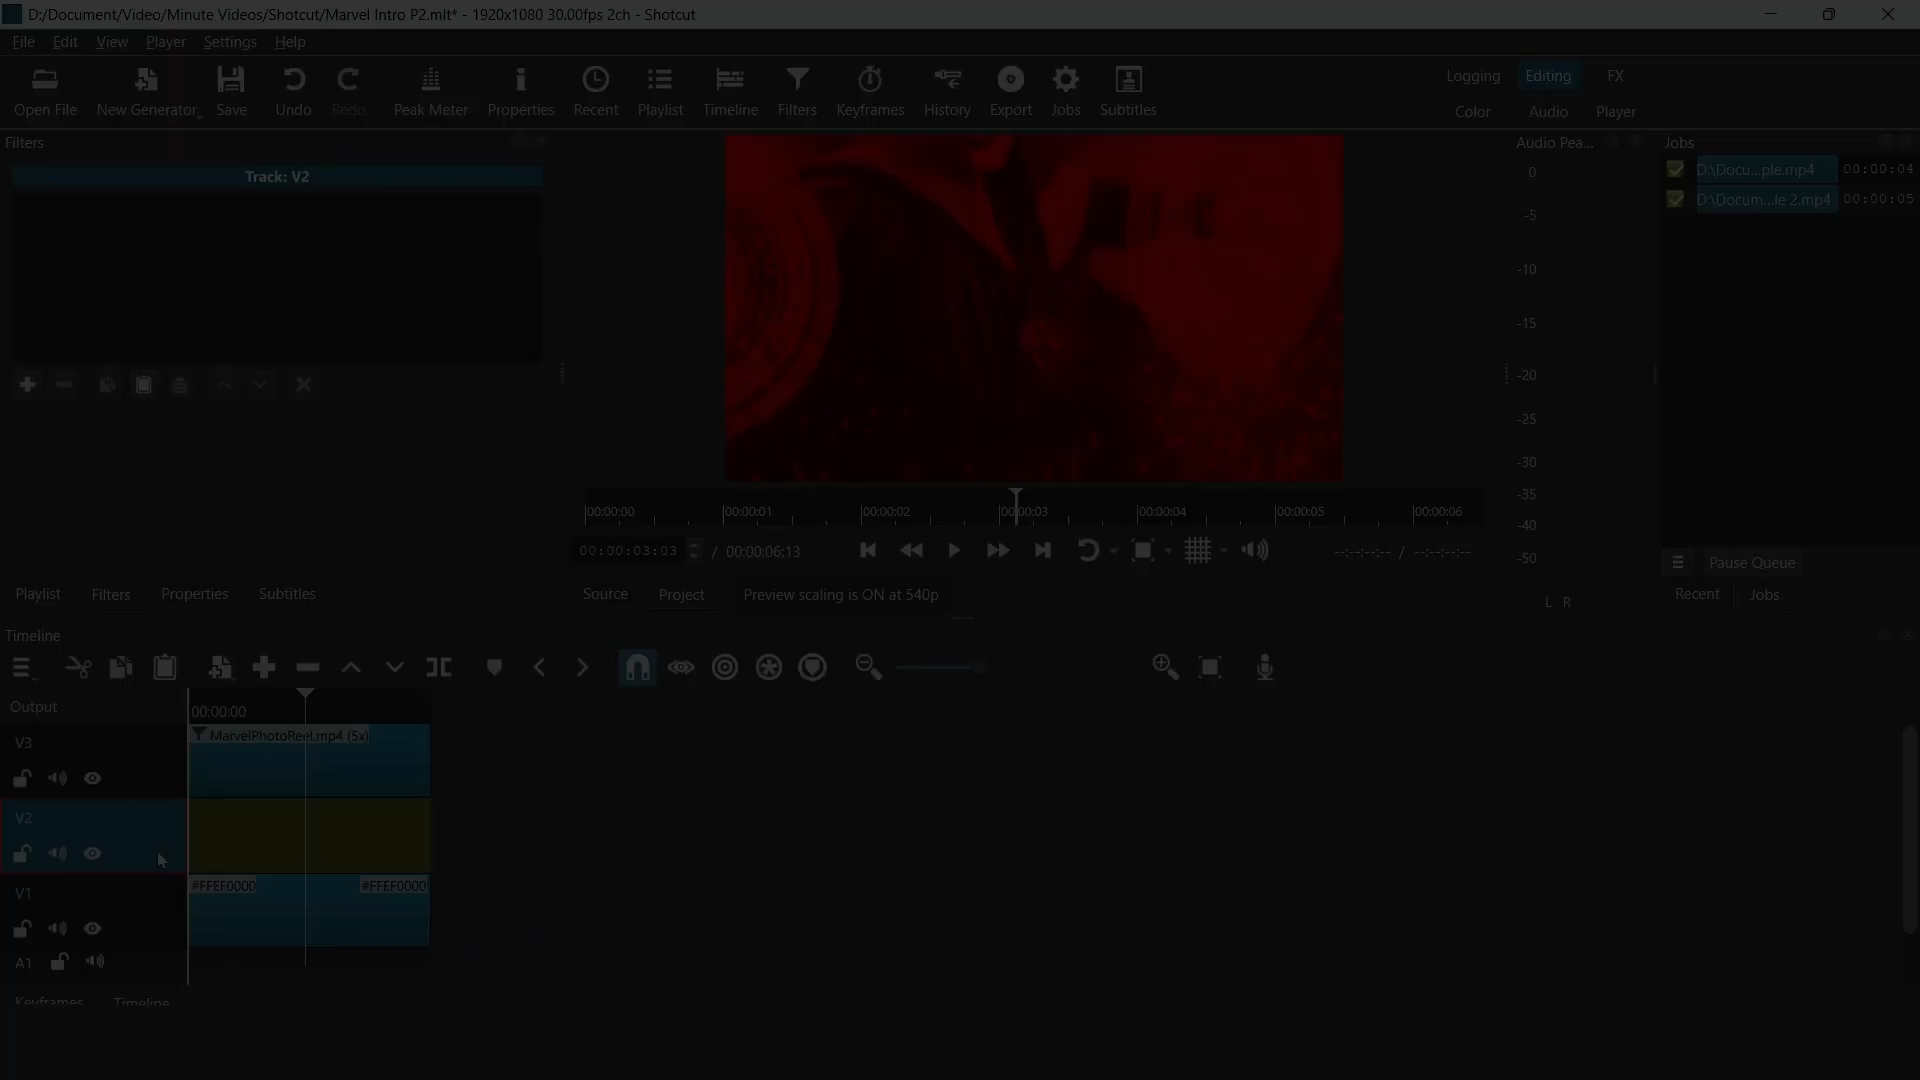 D:/Document/Video/Minute Videos/Shotcut/Marvel Intro P2.mlt* - 1920x1080 30.00fps 2ch - Shotcut
File Edit View Player Settings Help
Open File New Generator Save Undo Redo Peak Meter Properties Recent Playlist Timeline Filters Keyframes History Export Jobs Subtitles
Logging Editing FX
Color Audio Player
Filters
Track: V2
Audio Pea...
0
-5
-10
-15
-20
-25
-30
-35
-40
-50
L R
Jobs
D:\Docu...ple.mp4 00:00:04
D:\Docum...le 2.mp4 00:00:05
Pause Queue
Recent Jobs
00:00:00 00:00:01 00:00:02 00:00:03 00:00:04 00:00:05 00:00:06
00:00:03:03 / 00:00:06:13 --:--:--:-- / --:--:--:--
Playlist Filters Properties Subtitles
Source Project Preview scaling is ON at 540p
Timeline
Output
00:00:00
V3
MarvelPhotoReel.mp4 (5x)
V2
V1
#FFEF0000 #FFEF0000
A1
Keyframes Timeline